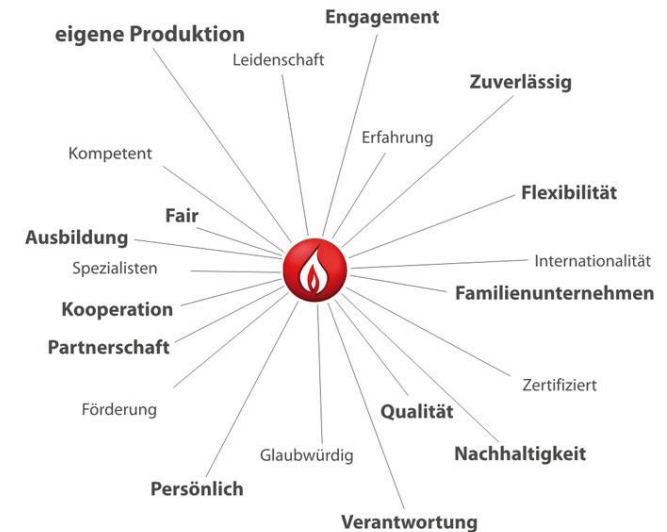 Engagement
eigene Produktion
Leidenschaft
Zuverlässig
Erfahrung
Kompetent
Flexibilität
Fair
Ausbildung
Internationalität
Spezialisten
Familienunternehmen
Kooperation
Partnerschaft
Zertifiziert
Förderung
Qualität
Glaubwürdig
Nachhaltigkeit
Persönlich
Verantwortung